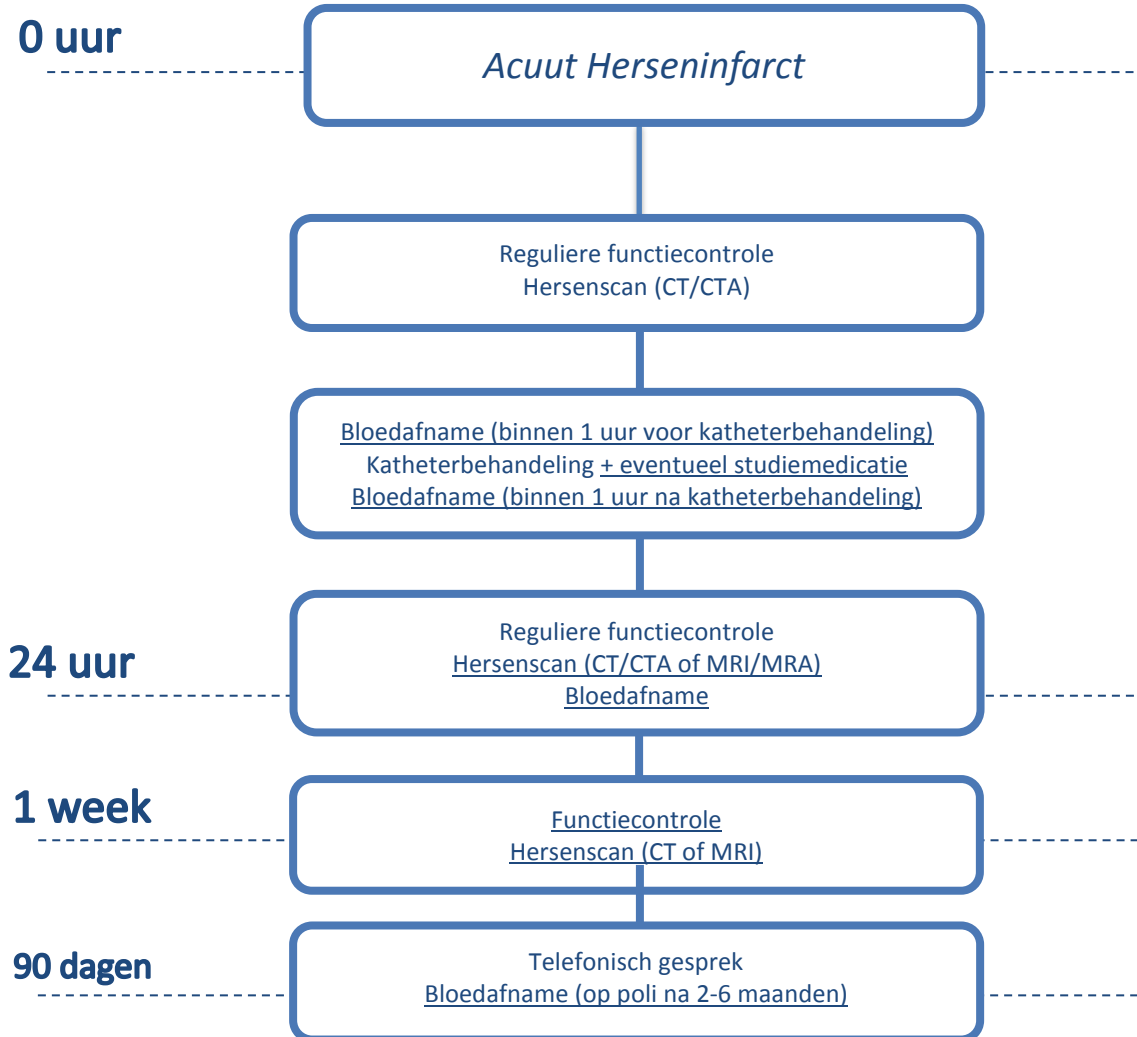 0 uur
Acuut Herseninfarct
Reguliere functiecontrole
Hersenscan (CT/CTA)
Bloedafname (binnen 1 uur voor katheterbehandeling)
Katheterbehandeling + eventueel studiemedicatie
Bloedafname (binnen 1 uur na katheterbehandeling)
24 uur
Reguliere functiecontrole
Hersenscan (CT/CTA of MRI/MRA)
Bloedafname
1 week
Functiecontrole
Hersenscan (CT of MRI)
90 dagen
Telefonisch gesprek
Bloedafname (op poli na 2-6 maanden)